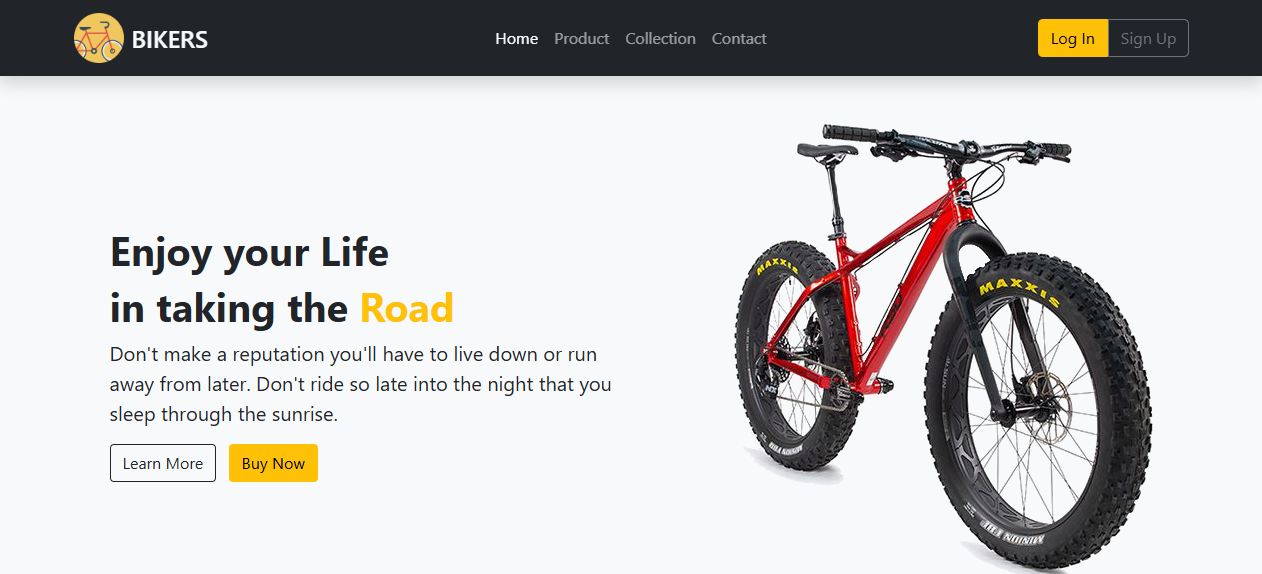 BIKERS
Home Product Collection Contact
Log In Sign Up
Enjoy your Life
in taking the Road
Don't make a reputation you'll have to live down or run
away from later. Don't ride so late into the night that you
sleep through the sunrise.
Learn More Buy Now
MAXXIS
MAXXIS
MINION FBR